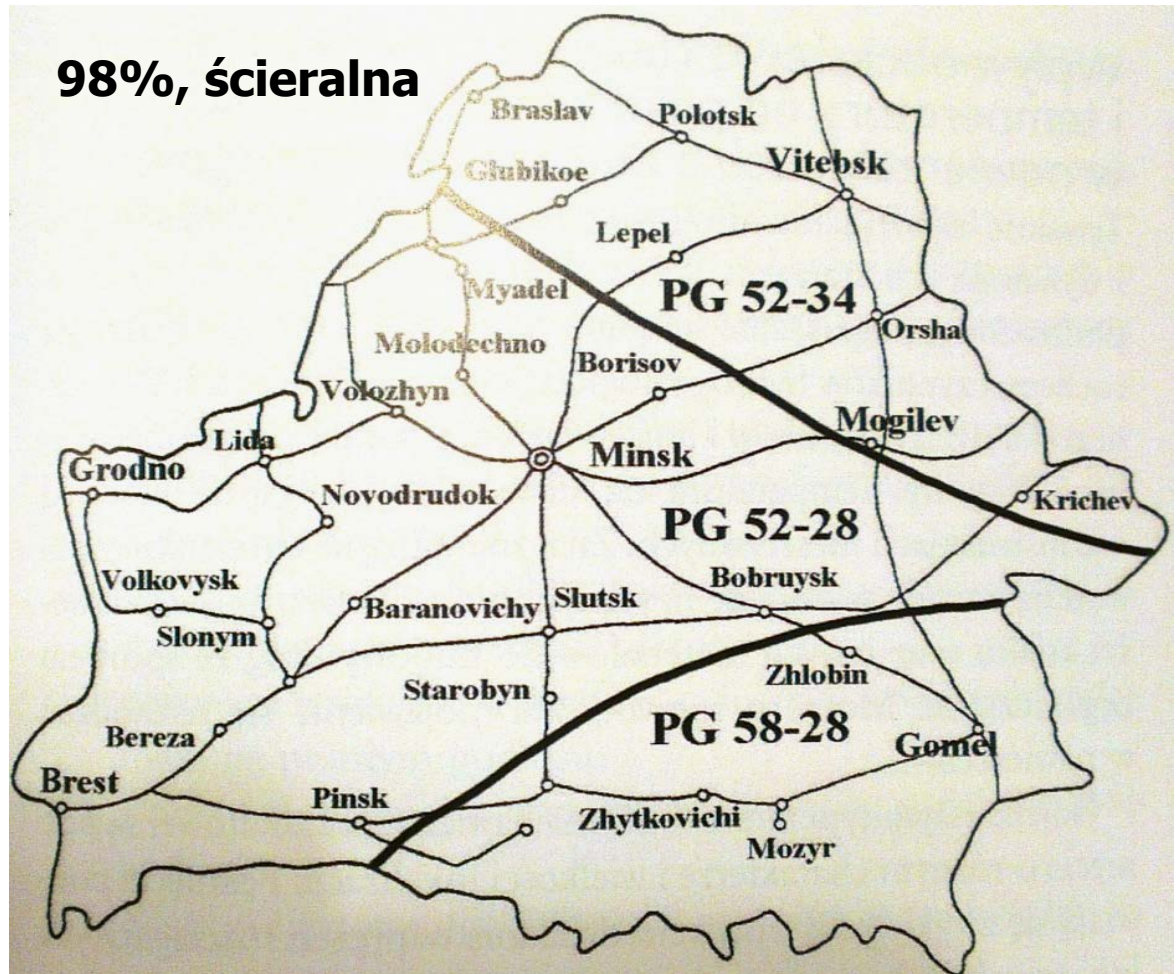 98%, ścieralna
Braslav
Polotsk
Glubikoe
Vitebsk
Lepel
Myadel
PG 52-34
Orsha
Molodechno
Borisov
Volozhyn
Mogilev
Lida
Minsk
Grodno
Novodrudok
Krichev
PG 52-28
Volkovysk
Bobruysk
Baranovichy
Slutsk
Slonym
Zhlobin
Starobyn
PG 58-28
Bereza
Gomel
Brest
Pinsk
Zhytkovichi
Mozyr